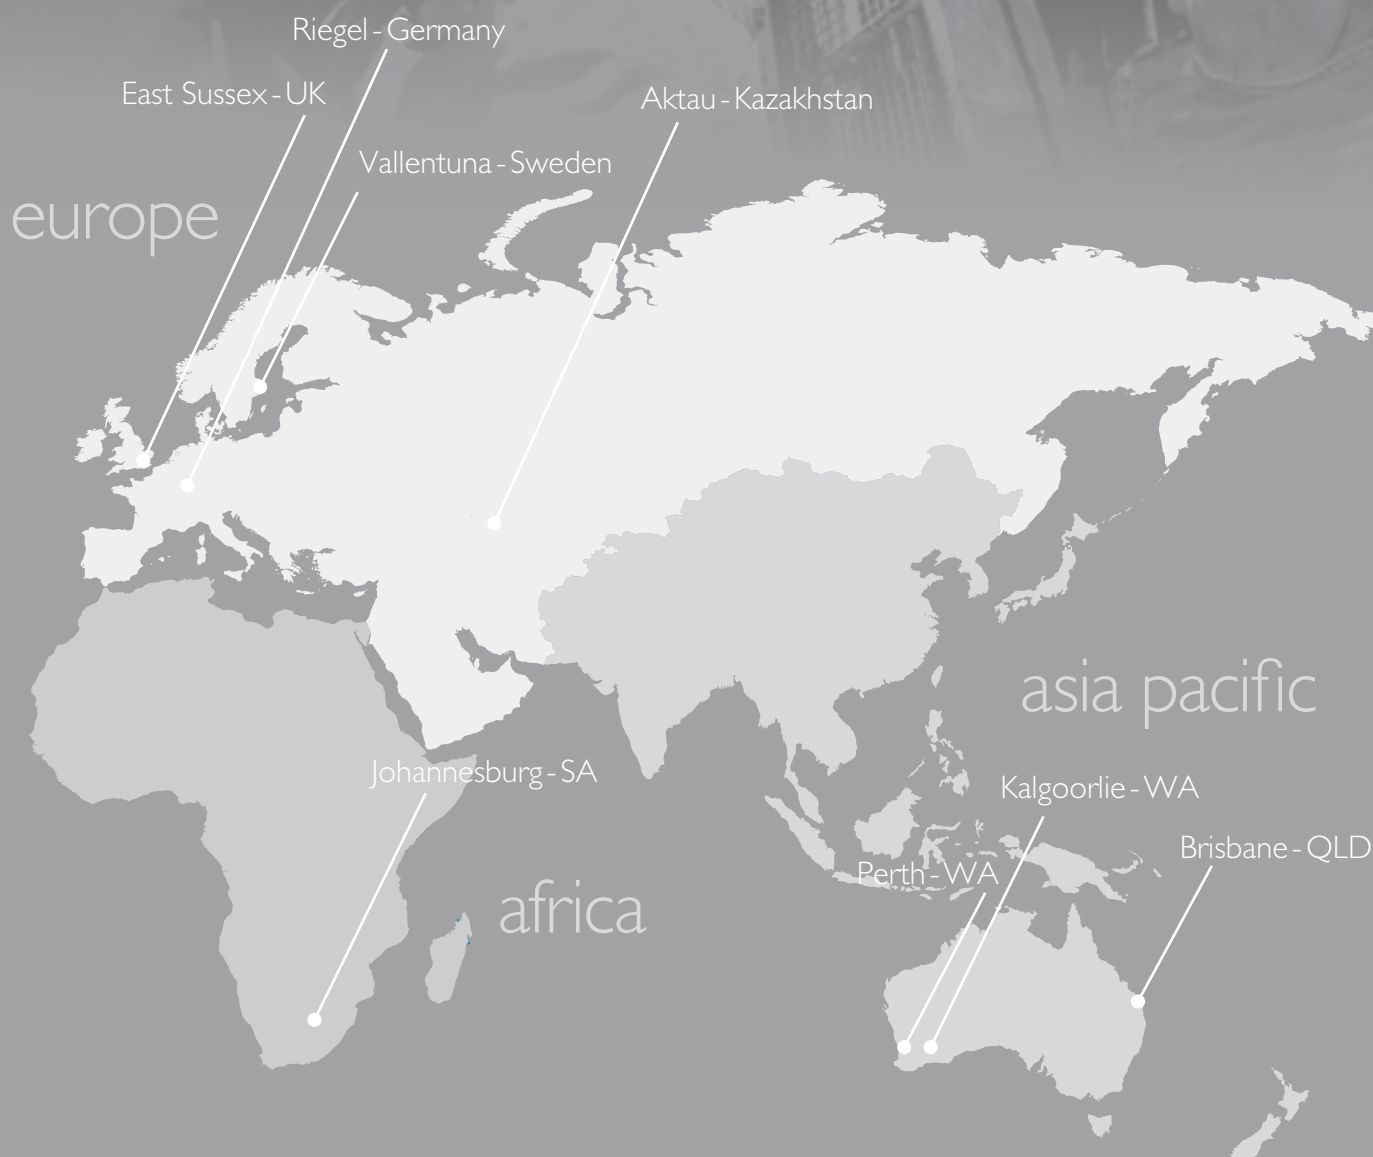 Riegel - Germany
East Sussex - UK
Aktau - Kazakhstan
Vallentuna - Sweden
europe
asia pacific
Johannesburg - SA
Kalgoorlie - WA
Brisbane - QLD
Perth - WA
africa